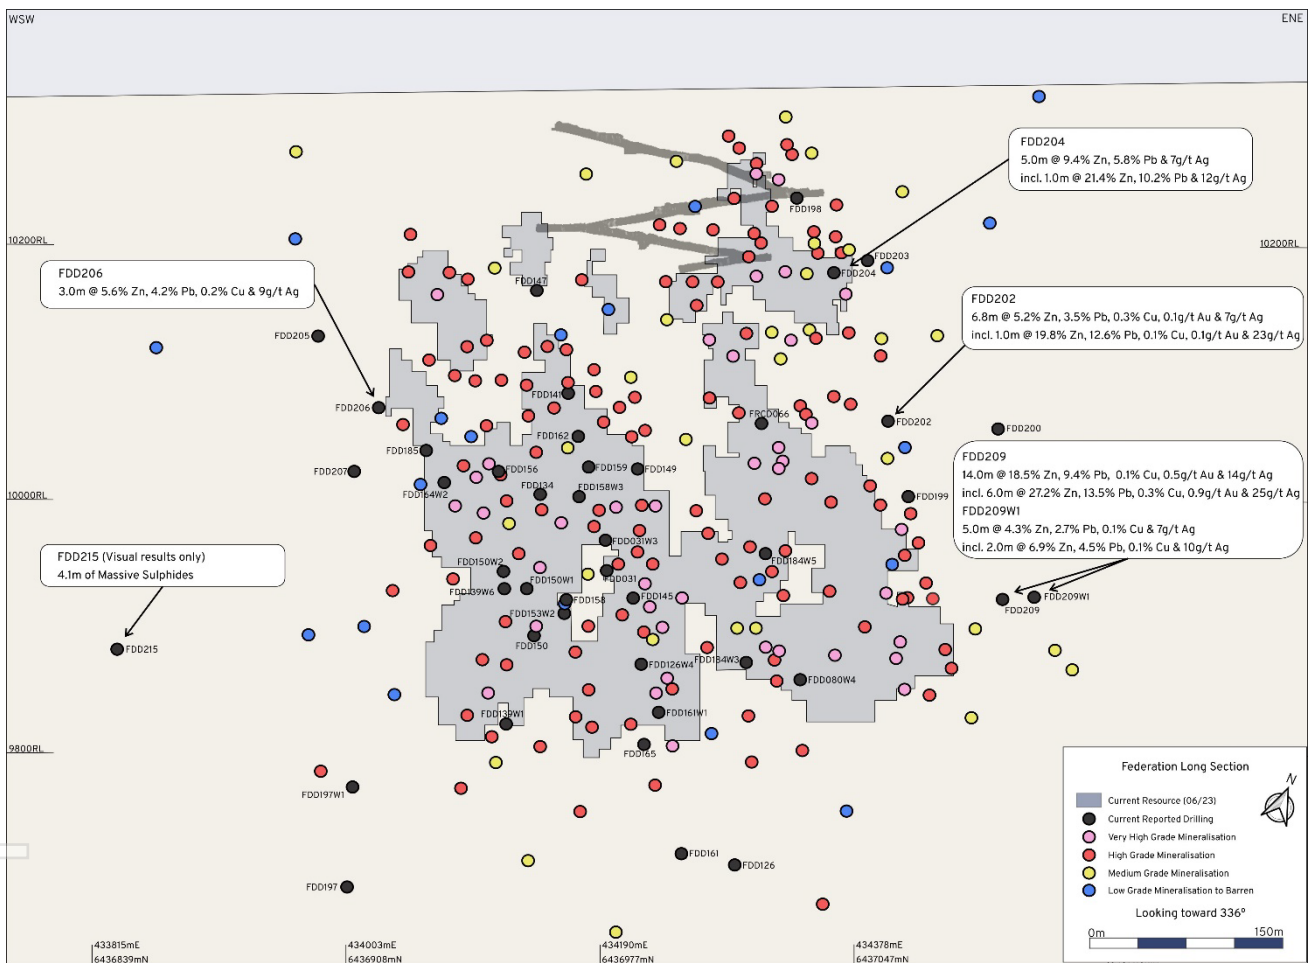 WSW
ENE
FDD204
5.0m @ 9.4% Zn, 5.8% Pb & 7g/t Ag
incl. 1.0m @ 21.4% Zn, 10.2% Pb & 12g/t Ag
FDD198
10200RL
10200RL
FDD203
FDD204
FDD206
3.0m @ 5.6% Zn, 4.2% Pb, 0.2% Cu & 9g/t Ag
FDD147
FDD202
6.8m @ 5.2% Zn, 3.5% Pb, 0.3% Cu, 0.1g/t Au & 7g/t Ag
incl. 1.0m @ 19.8% Zn, 12.6% Pb, 0.1% Cu, 0.1g/t Au & 23g/t Ag
FDD205
FDD141
FDD206
FRCD066
FDD202
FDD200
FDD162
FDD185
FDD207
FDD156
FDD159
FDD149
FDD164W2
FDD134
FDD158W3
FDD199
10000RL
FDD209
14.0m @ 18.5% Zn, 9.4% Pb, 0.1% Cu, 0.5g/t Au & 14g/t Ag
incl. 6.0m @ 27.2% Zn, 13.5% Pb, 0.3% Cu, 0.9g/t Au & 25g/t Ag
FDD209W1
5.0m @ 4.3% Zn, 2.7% Pb, 0.1% Cu & 7g/t Ag
incl. 2.0m @ 6.9% Zn, 4.5% Pb, 0.1% Cu & 10g/t Ag
FDD031W3
FDD184W5
FDD215 (Visual results only)
4.1m of Massive Sulphides
FDD150W2
FDD031
FDD150W1
FDD139W6
FDD158
FDD145
FDD209
FDD209W1
FDD153W2
FDD150
FDD215
FDD126W4
FDD184W3
FDD080W4
FDD161W1
FDD139W1
FDD165
9800RL
FDD197W1
FDD161
FDD126
FDD197
Federation Long Section
N
Current Resource (06/23)
Current Reported Drilling
Very High Grade Mineralisation
High Grade Mineralisation
Medium Grade Mineralisation
Low Grade Mineralisation to Barren
Looking toward 336°
0m
150m
433815mE
6436839mN
434003mE
6436908mN
434190mE
6436977mN
434378mE
6437047mN